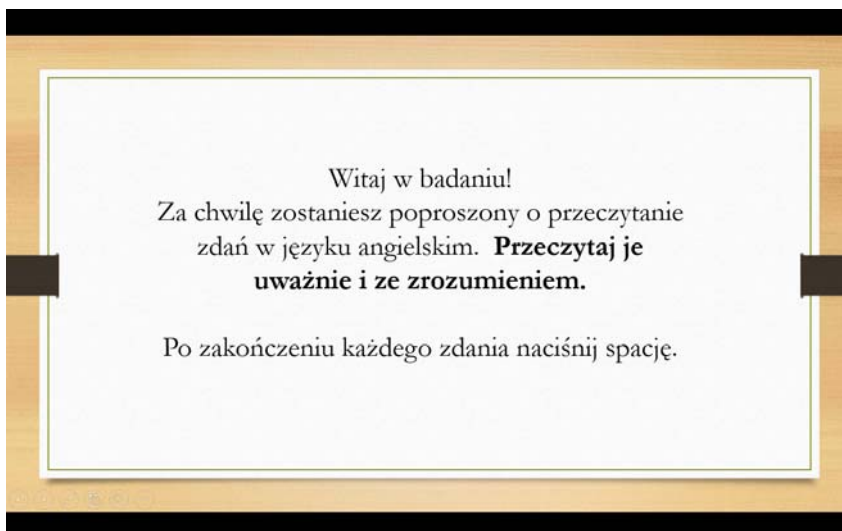 Witaj w badaniu!
Za chwilę zostaniesz poproszony o przeczytanie
zdań w języku angielskim. Przeczytaj je
uważnie i ze zrozumieniem.
Po zakończeniu każdego zdania naciśnij spację.